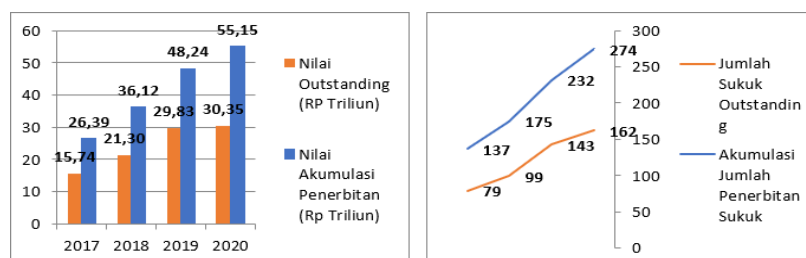 60
50
40
30
20
10
0
26,39
36,12
48,24
55,15
15,74
21,30
29,83
30,35
2017
2018
2019
2020
Nilai
Outstanding
(RP Triliun)
Nilai
Akumulasi
Penerbitan
(Rp Triliun)
137
175
232
274
79
99
143
162
300
250
200
150
100
50
0
Jumlah
Sukuk
Outstandin
g
Akumulasi
Jumlah
Penerbitan
Sukuk